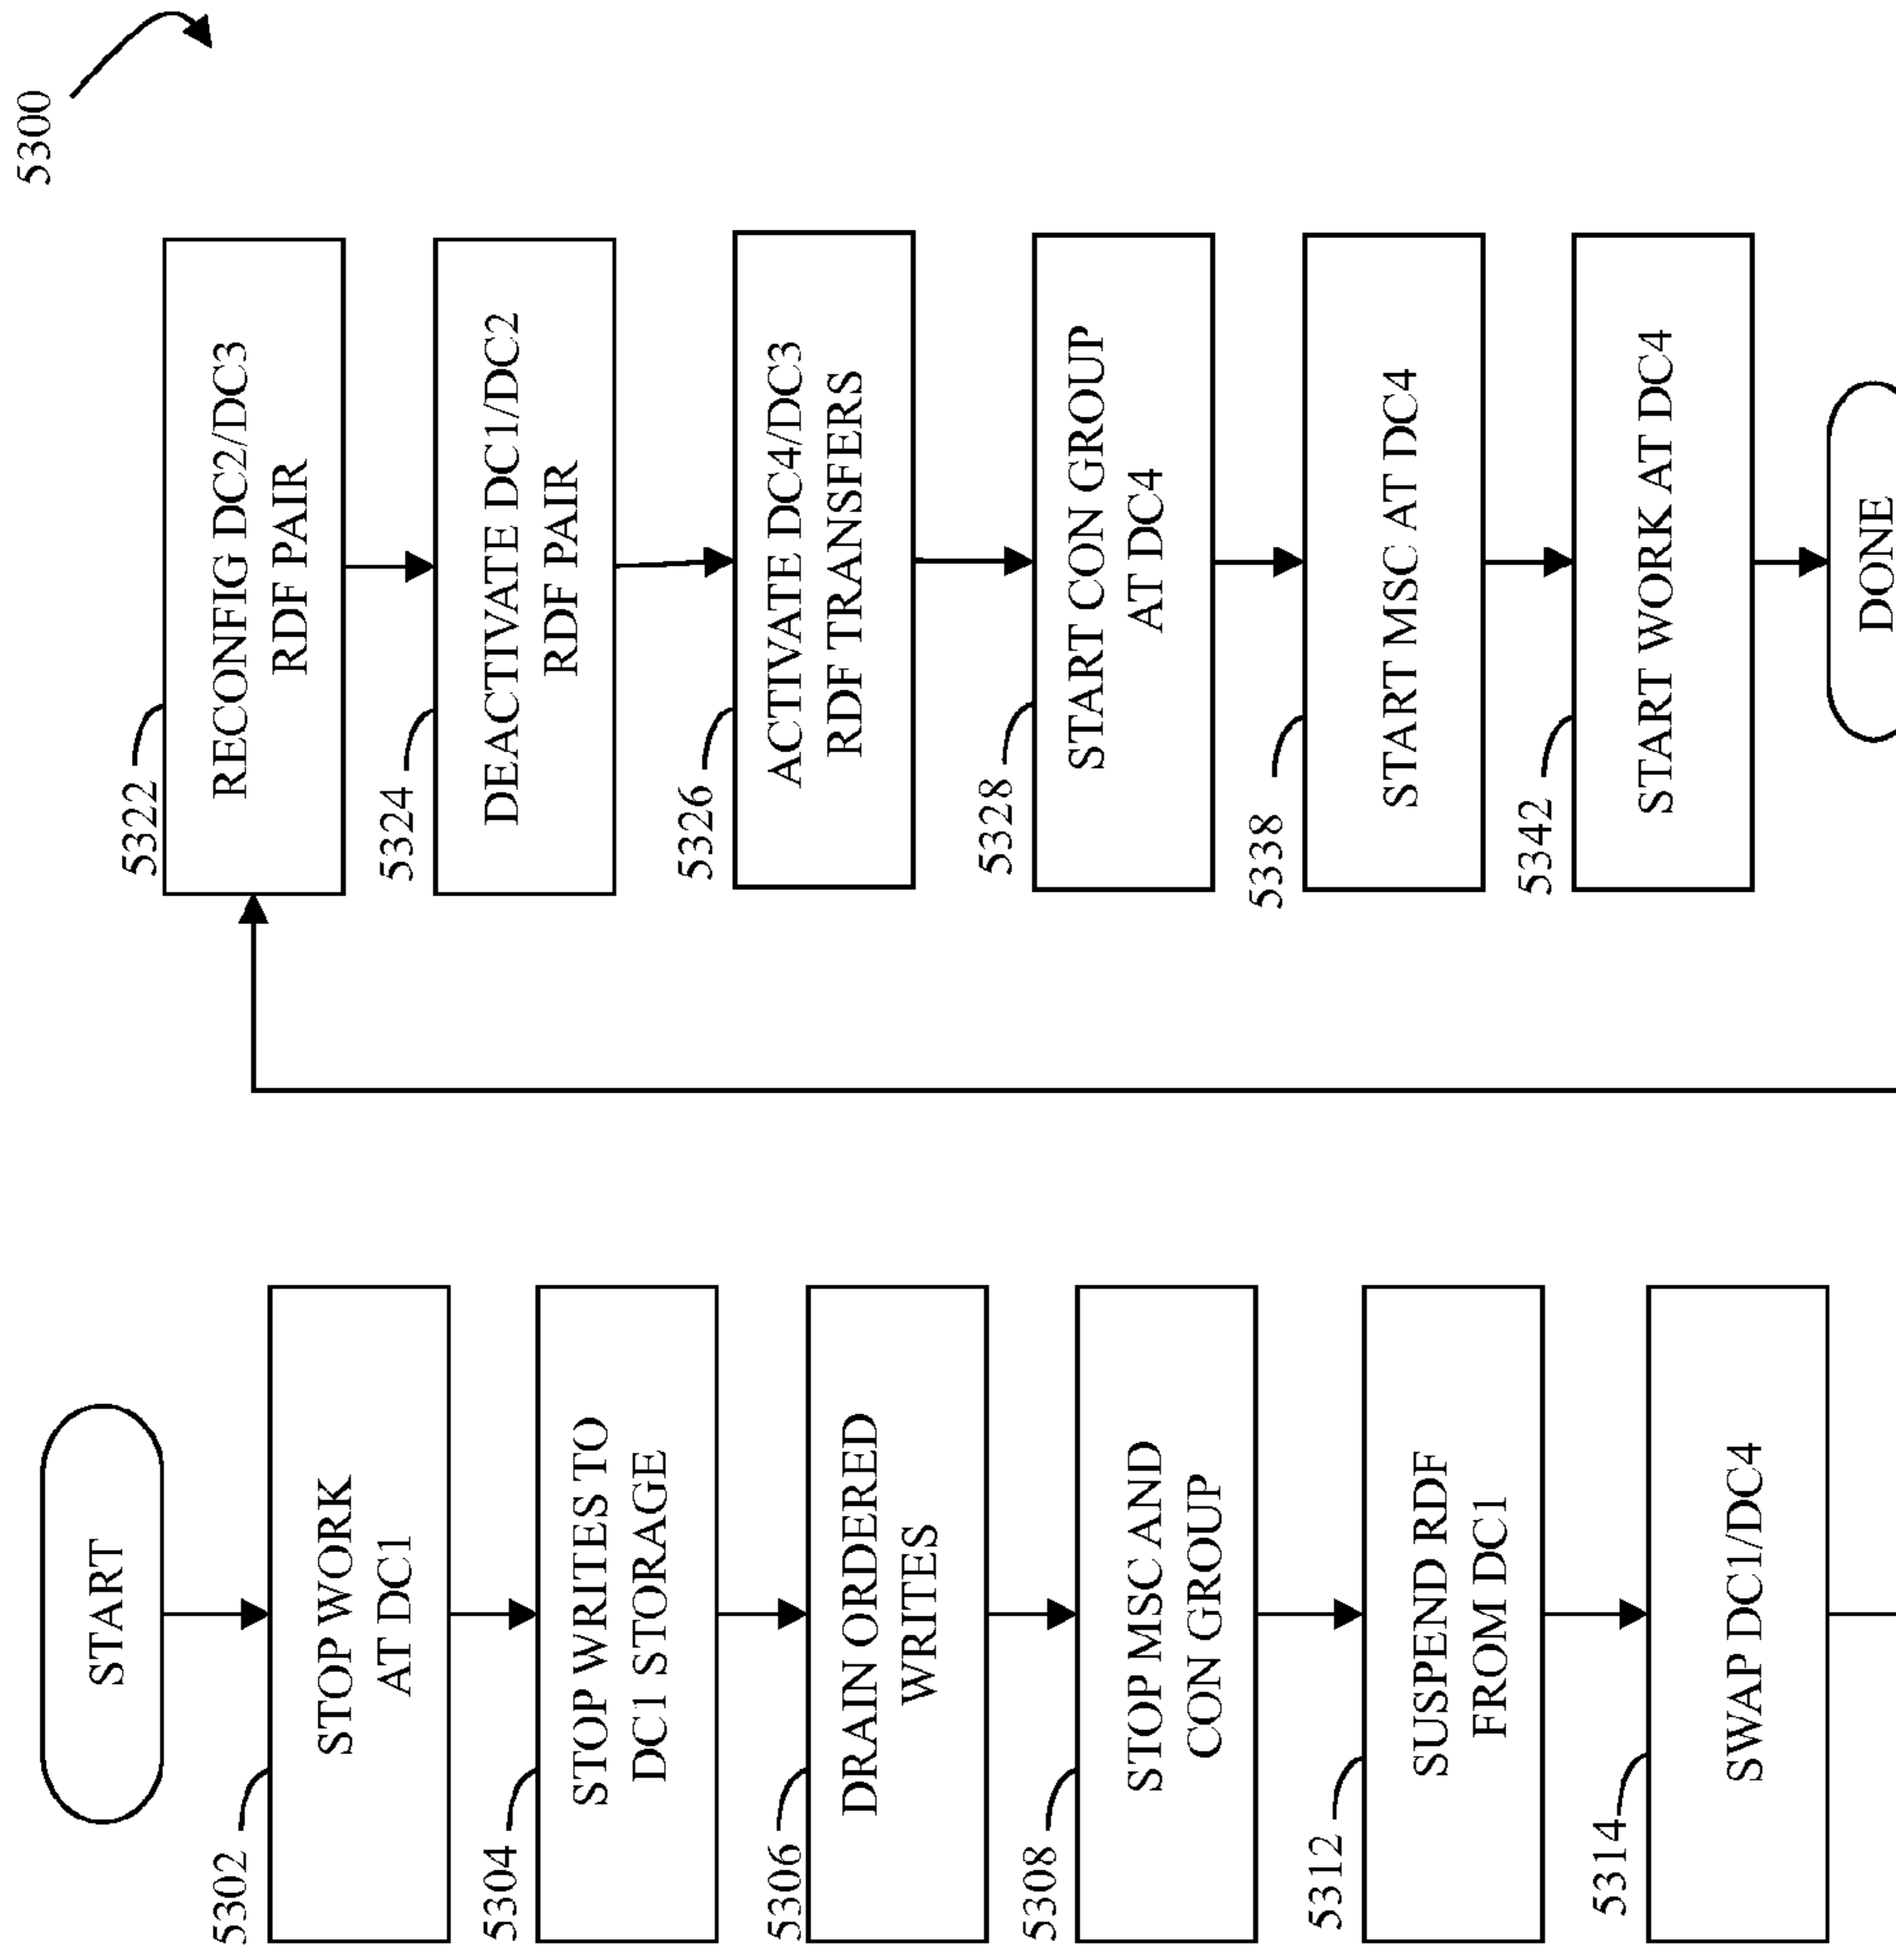 5300
START
5302
STOP WORK
AT DC1
5304
STOP WRITES TO
DC1 STORAGE
5306
DRAIN ORDERED
WRITES
5308
STOP MSC AND
CON GROUP
5312
SUSPEND RDF
FROM DC1
5314
SWAP DC1/DC4
5322
RECONFIG DC2/DC3
RDF PAIR
5324
DEACTIVATE DC1/DC2
RDF PAIR
5326
ACTIVATE DC4/DC3
RDF TRANSFERS
5328
START CON GROUP
AT DC4
5338
START MSC AT DC4
5342
START WORK AT DC4
DONE